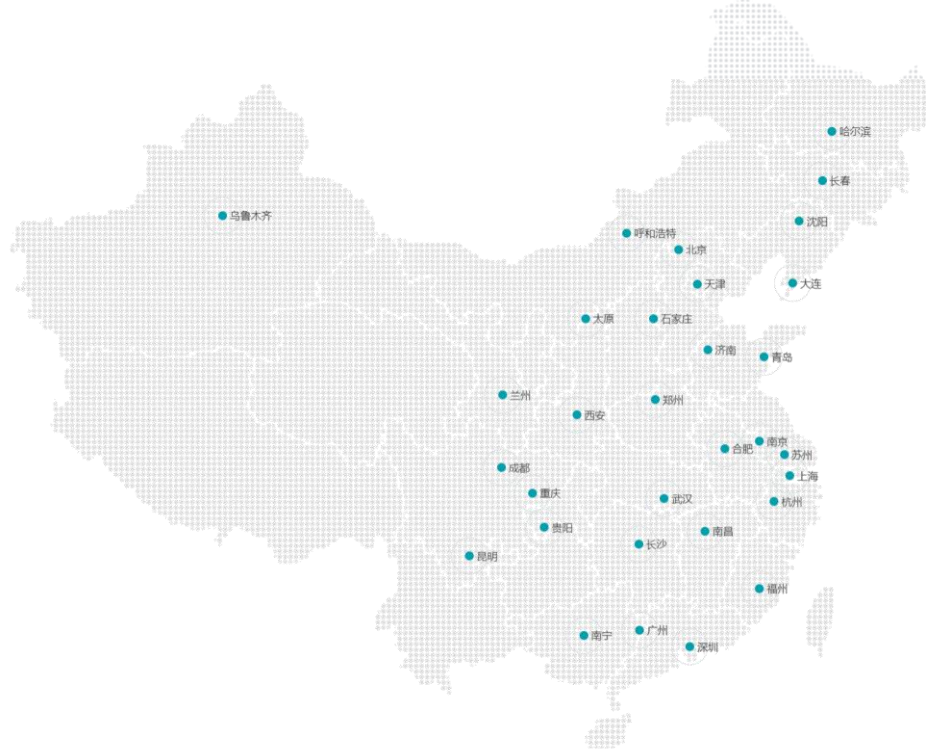 哈尔滨
长春
乌鲁木齐
沈阳
呼和浩特
北京
天津
大连
太原
石家庄
济南
青岛
兰州
郑州
西安
南京
合肥
苏州
成都
上海
重庆
武汉
杭州
贵阳
南昌
长沙
昆明
福州
广州
南宁
深圳